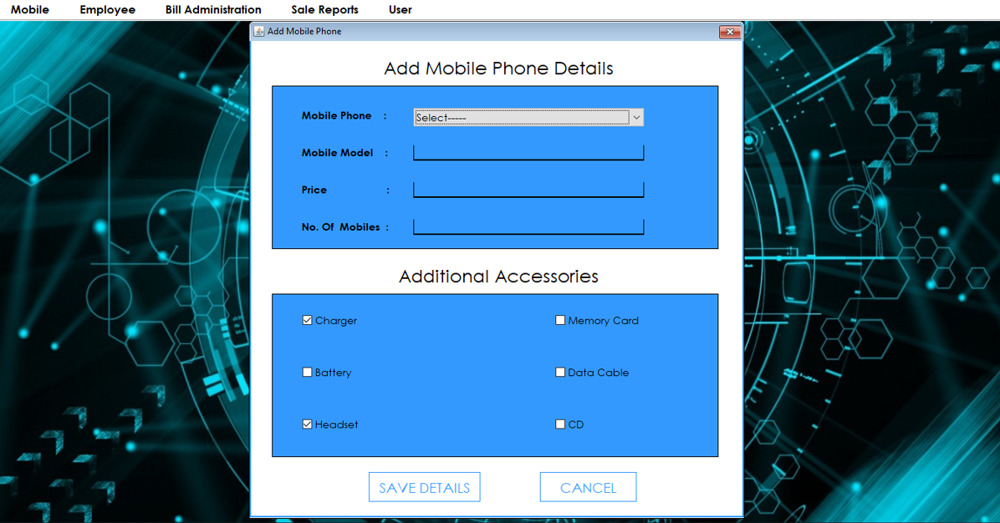 Mobile Employee Bill Administration Sale Reports User
Add Mobile Phone
Add Mobile Phone Details
Mobile Phone : Select-----
Mobile Model :
Price :
No. Of Mobiles :
Additional Accessories
Charger Memory Card
Battery Data Cable
Headset CD
SAVE DETAILS CANCEL